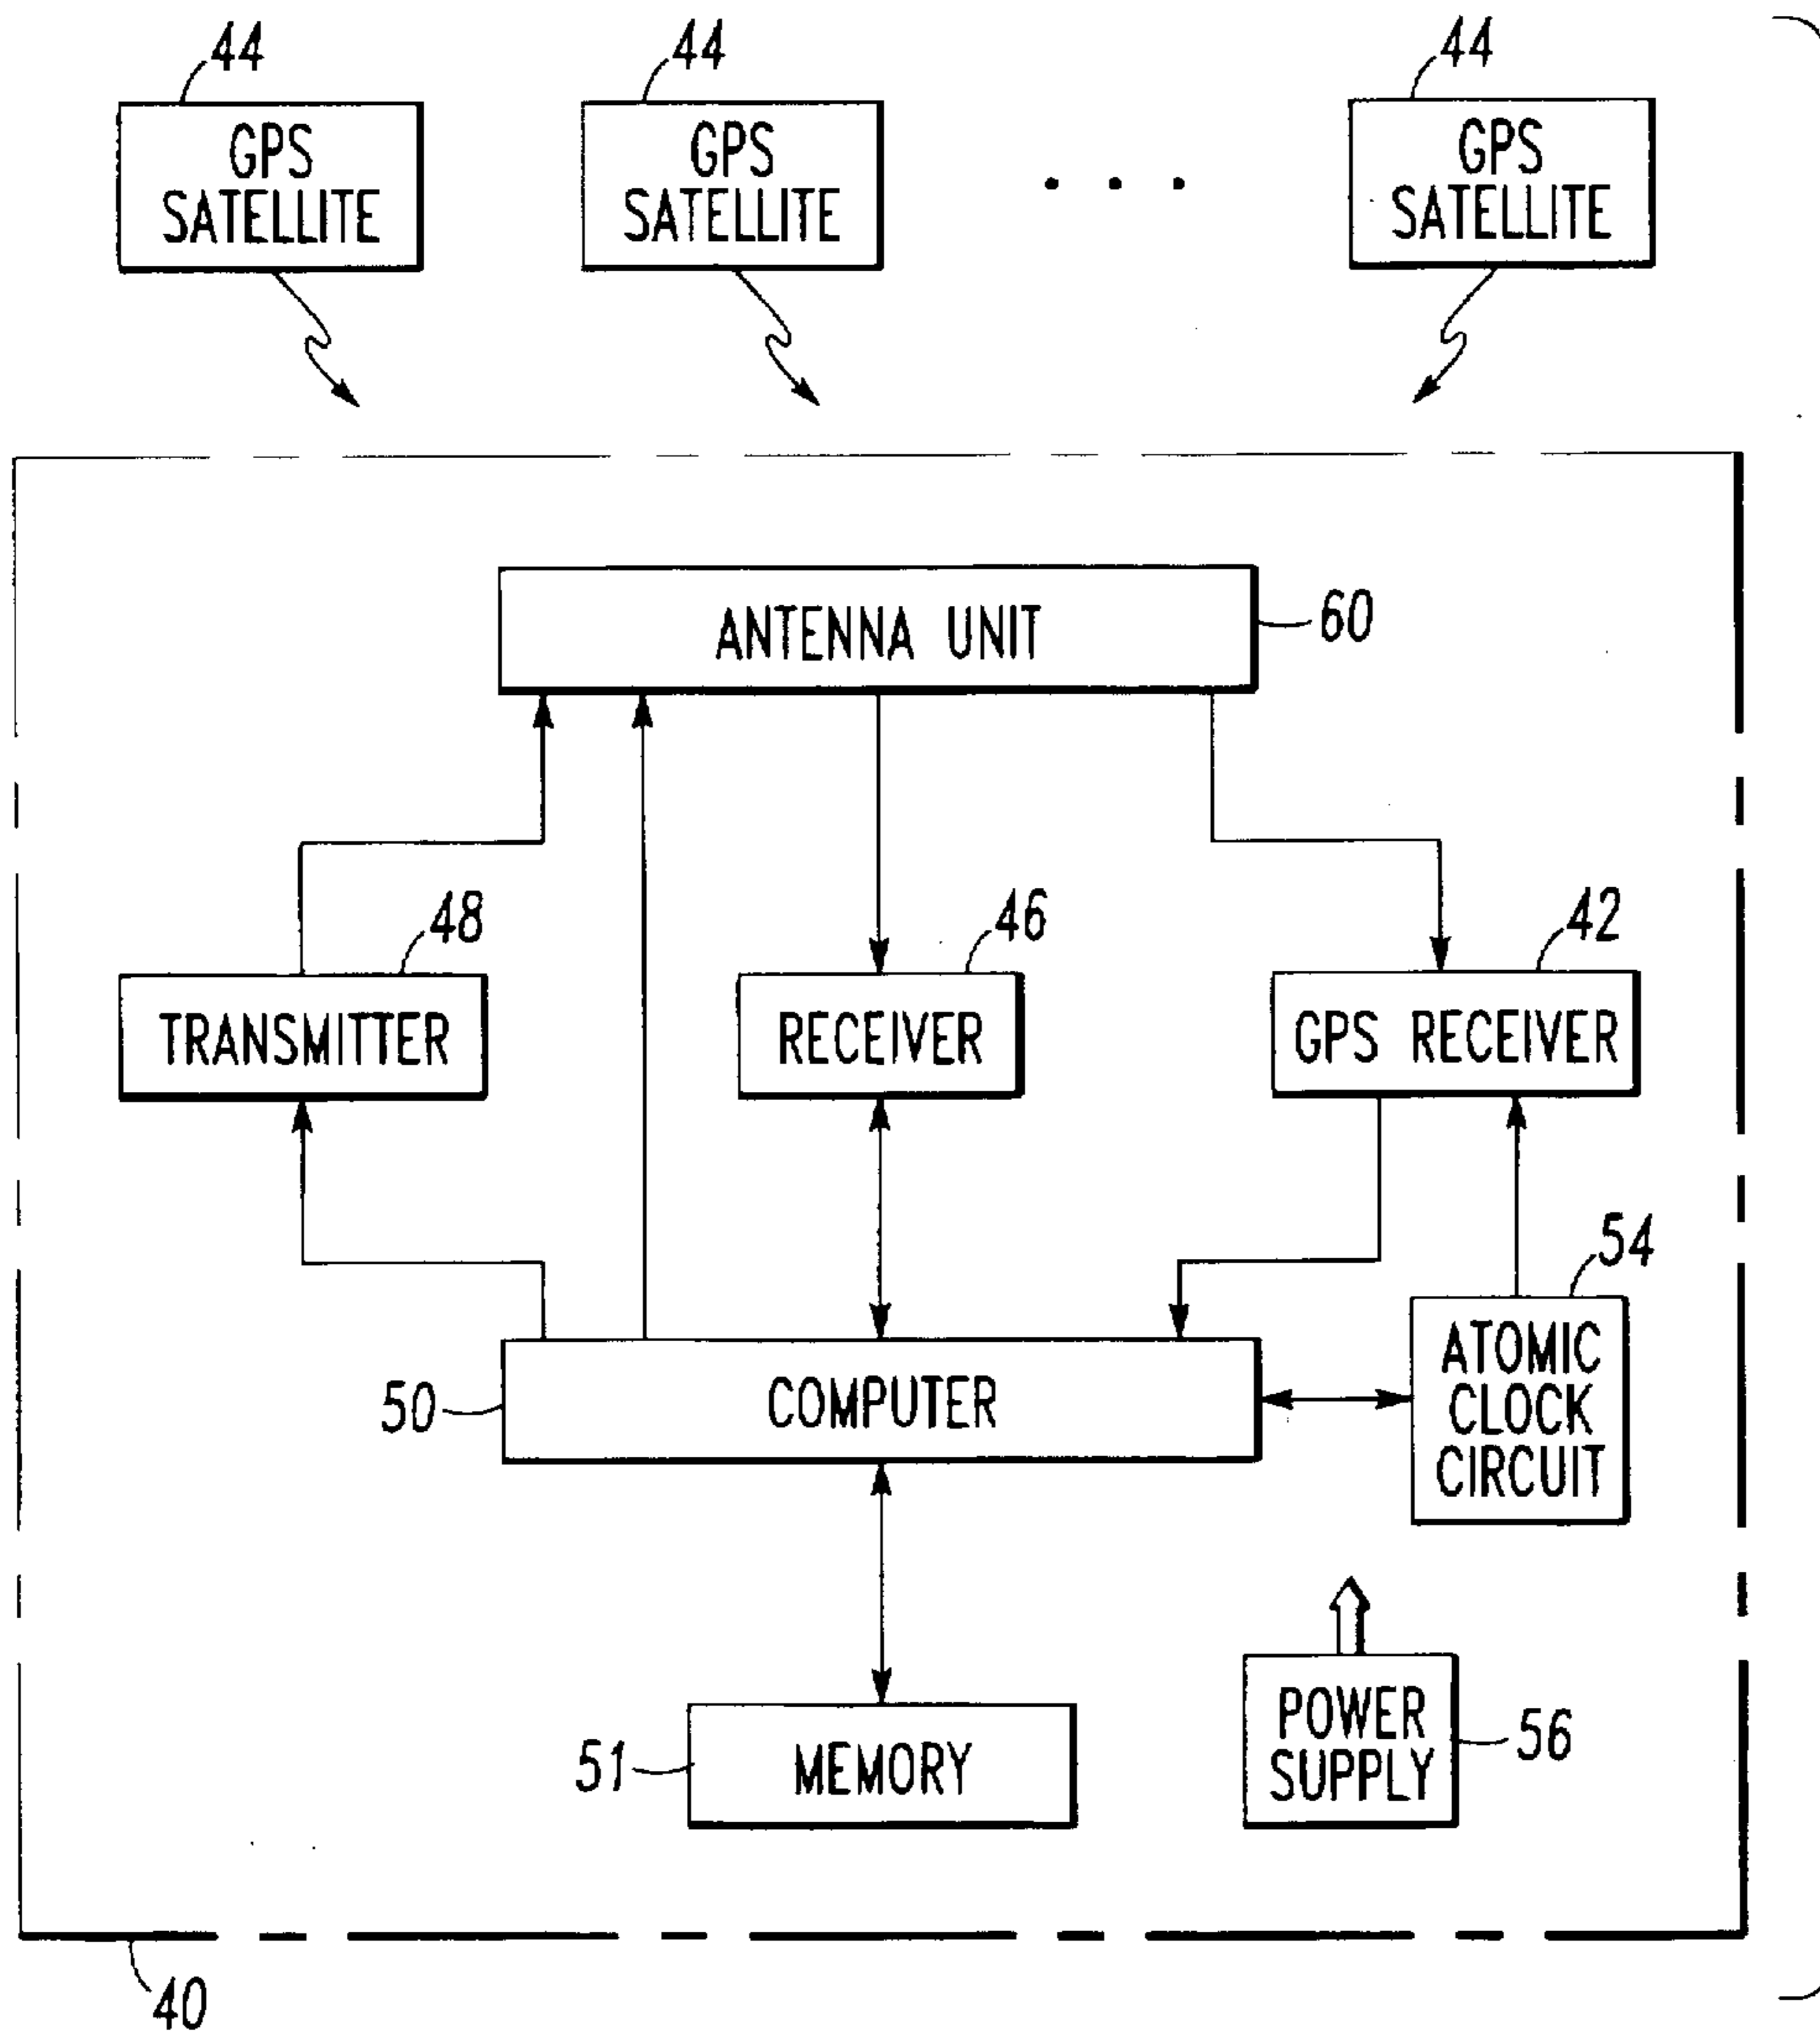 44
44
44
GPS
SATELLITE
GPS
SATELLITE
. . .
GPS
SATELLITE
ANTENNA UNIT
60
48
46
42
TRANSMITTER
RECEIVER
GPS RECEIVER
54
50
COMPUTER
ATOMIC
CLOCK
CIRCUIT
51
MEMORY
POWER
SUPPLY
56
40